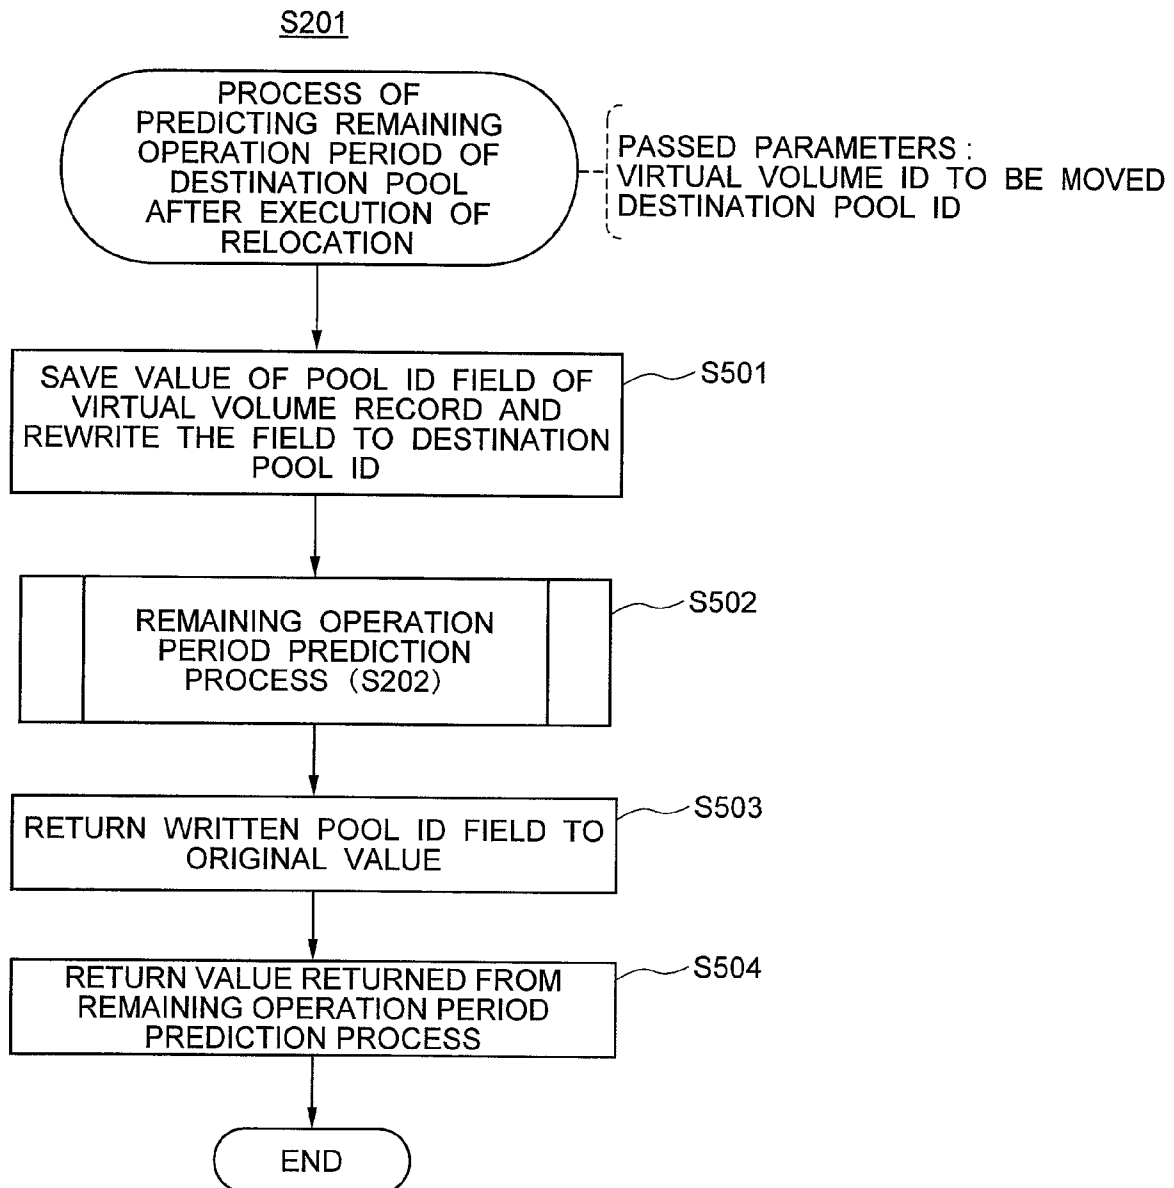 S201
PROCESS OF
PREDICTING REMAINING
OPERATION PERIOD OF
DESTINATION POOL
AFTER EXECUTION OF
RELOCATION
PASSED PARAMETERS :
VIRTUAL VOLUME ID TO BE MOVED
DESTINATION POOL ID
SAVE VALUE OF POOL ID FIELD OF
VIRTUAL VOLUME RECORD AND
REWRITE THE FIELD TO DESTINATION
POOL ID
S501
REMAINING OPERATION
PERIOD PREDICTION
PROCESS (S202)
S502
RETURN WRITTEN POOL ID FIELD TO
ORIGINAL VALUE
S503
RETURN VALUE RETURNED FROM
REMAINING OPERATION PERIOD
PREDICTION PROCESS
S504
END